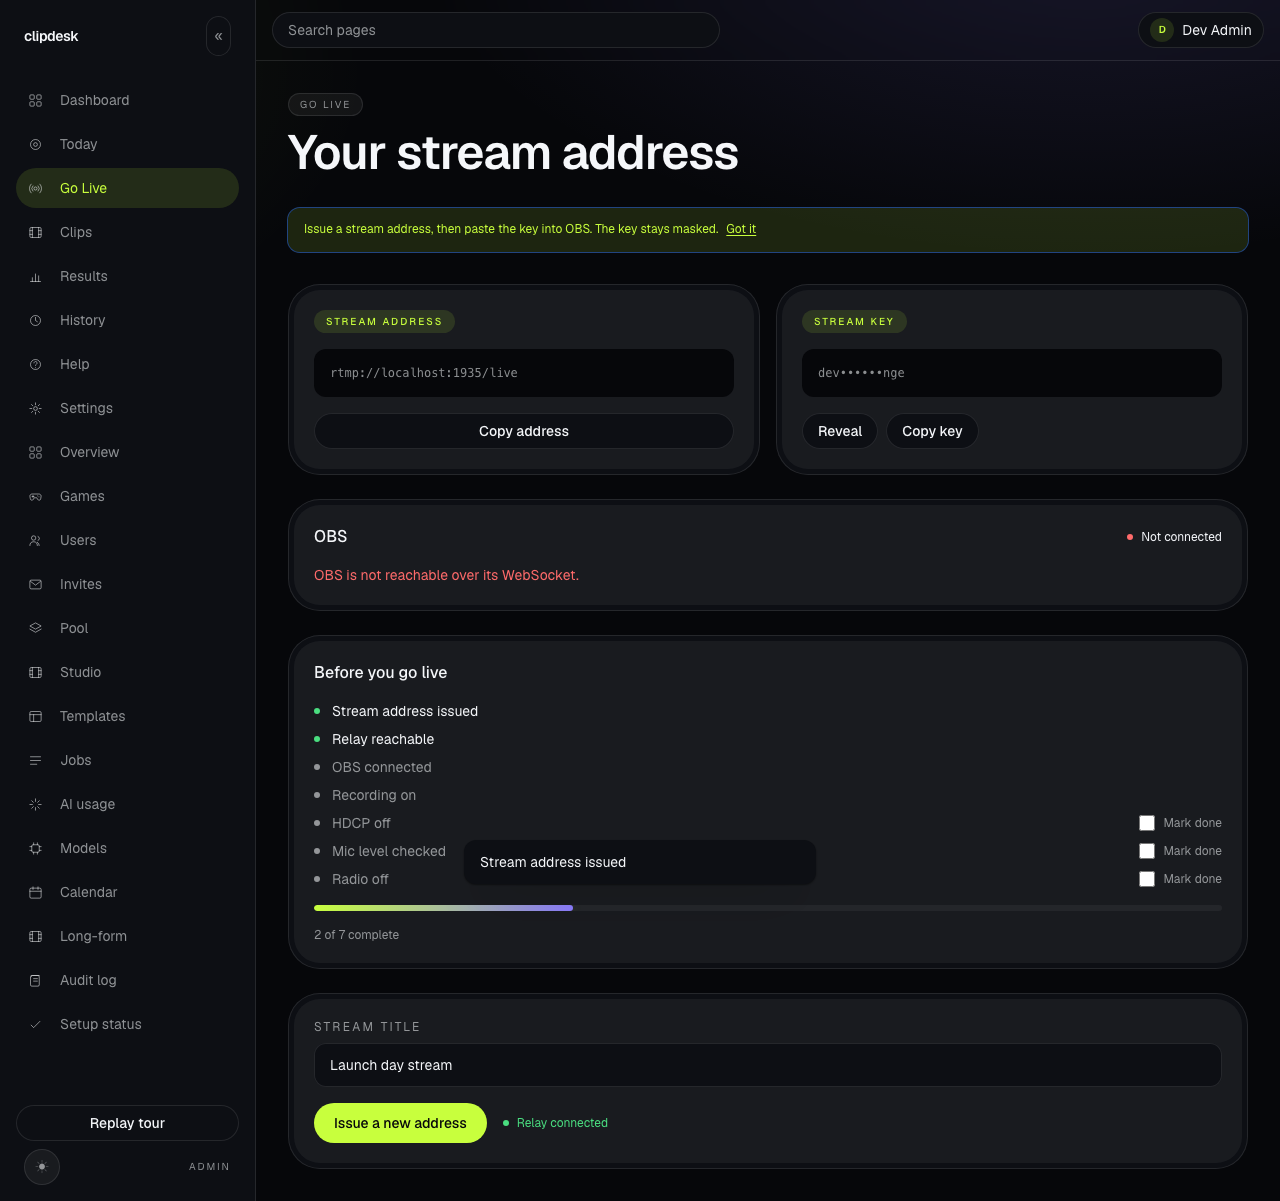 clipdesk
«
Search pages
D
Dev Admin
Dashboard
Today
Go Live
Clips
Results
History
Help
Settings
Overview
Games
Users
Invites
Pool
Studio
Templates
Jobs
AI usage
Models
Calendar
Long-form
Audit log
Setup status
Replay tour
ADMIN
GO LIVE
Your stream address
Issue a stream address, then paste the key into OBS. The key stays masked. Got it
STREAM ADDRESS
rtmp://localhost:1935/live
Copy address
STREAM KEY
dev••••••nge
Reveal
Copy key
OBS
Not connected
OBS is not reachable over its WebSocket.
Before you go live
Stream address issued
Relay reachable
OBS connected
Recording on
HDCP off
Mark done
Mic level checked
Mark done
Radio off
Mark done
Stream address issued
2 of 7 complete
STREAM TITLE
Launch day stream
Issue a new address
Relay connected